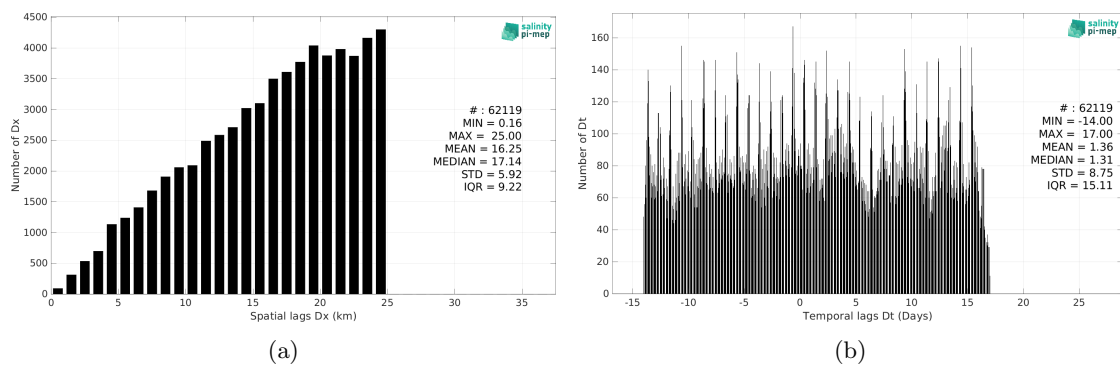 4500
4000
3500
3000
2500
2000
1500
1000
500
0
Number of Dx
0 5 10 15 20 25 30 35
Spatial lags Dx (km)
salinity
pi-mep
# : 62119
MIN = 0.16
MAX = 25.00
MEAN = 16.25
MEDIAN = 17.14
STD = 5.92
IQR = 9.22
(a)
160
140
120
100
80
60
40
20
0
Number of Dt
-15 -10 -5 0 5 10 15 20 25
Temporal lags Dt (Days)
salinity
pi-mep
# : 62119
MIN = -14.00
MAX = 17.00
MEAN = 1.36
MEDIAN = 1.31
STD = 8.75
IQR = 15.11
(b)